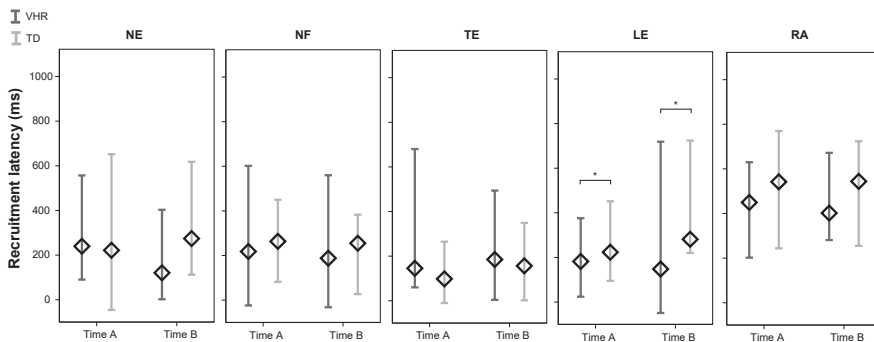 VHR
TD
NE
NF
TE
LE
RA
Recruitment latency (ms)
1000
800
600
400
200
0
*
*
Time A
Time B
Time A
Time B
Time A
Time B
Time A
Time B
Time A
Time B